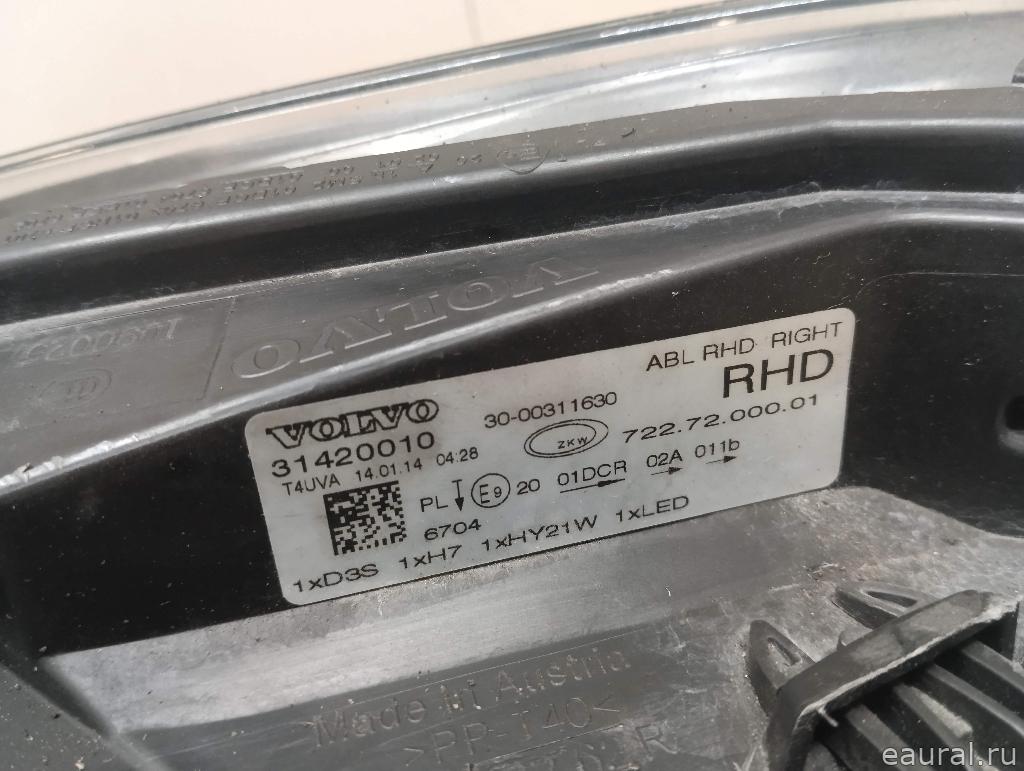 VOLVO
ABL RHD RIGHT
RHD
VOLVO 30-00311630
31420010 ZKW 722.72.000.01
T4UVA 14.01.14 04:28
PL E9 20 01DCR 02A 011b
6704
1xD3S 1xH7 1xHY21W 1xLED
Made in Austria
>PP-T40<
eaural.ru